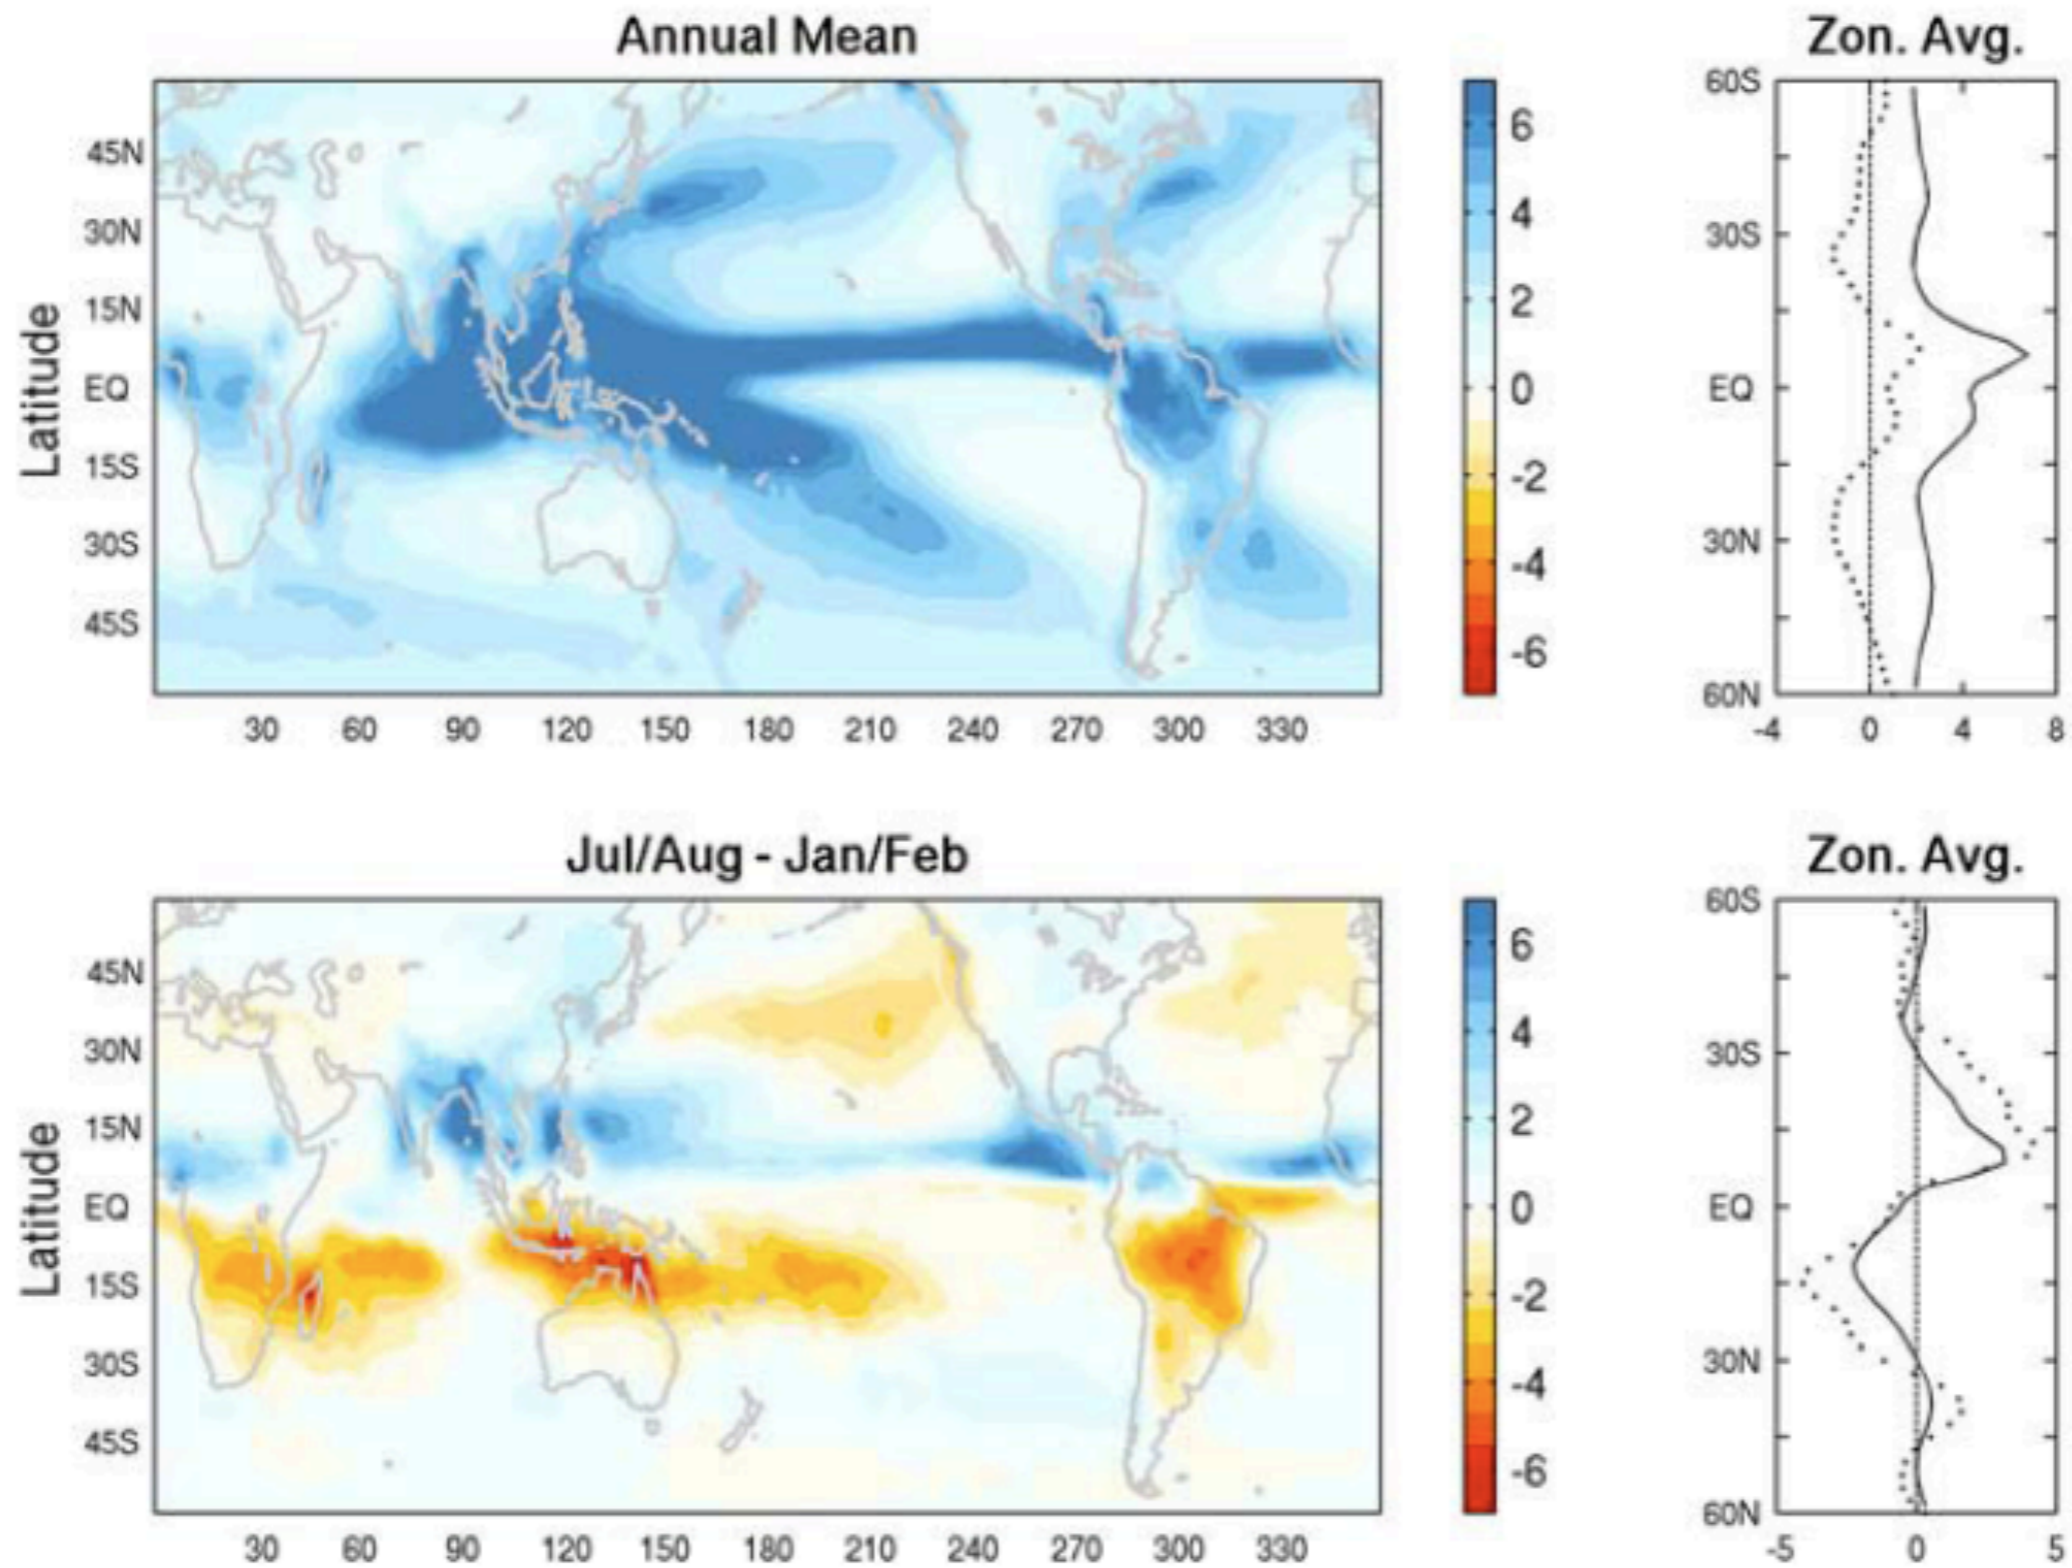 Annual Mean
Zon. Avg.
Latitude
45N
30N
15N
EQ
15S
30S
45S
30 60 90 120 150 180 210 240 270 300 330
6
4
2
0
-2
-4
-6
60S
30S
EQ
30N
60N
-4 0 4 8
Jul/Aug - Jan/Feb
Zon. Avg.
Latitude
45N
30N
15N
EQ
15S
30S
45S
30 60 90 120 150 180 210 240 270 300 330
6
4
2
0
-2
-4
-6
60S
30S
EQ
30N
60N
-5 0 5